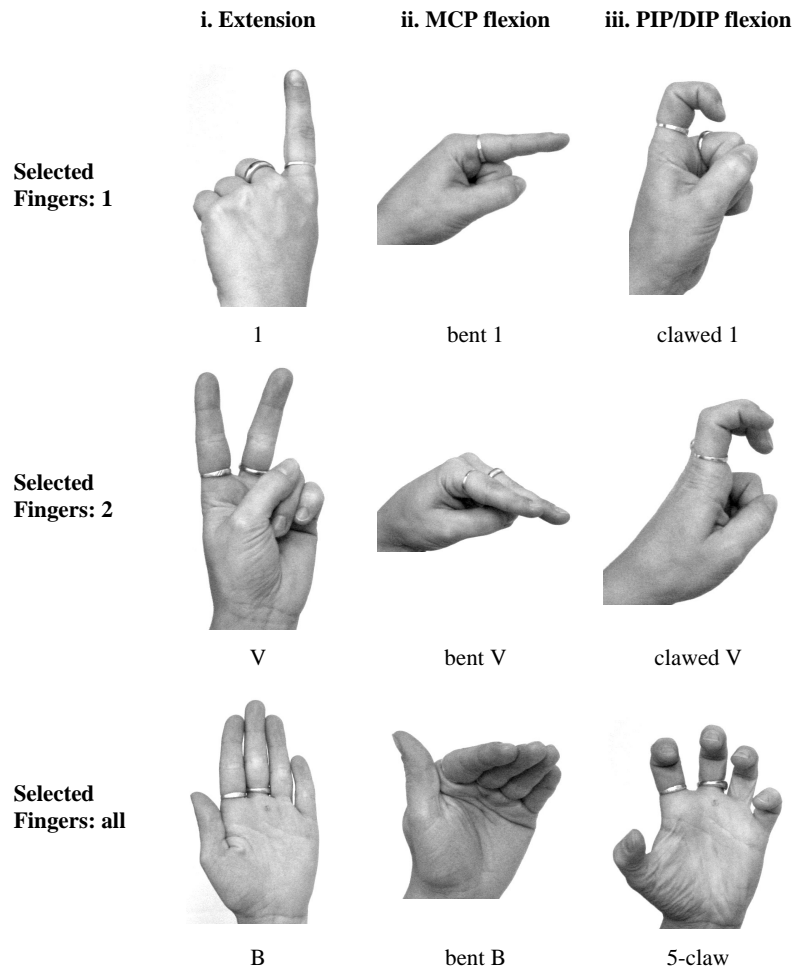 i. Extension
ii. MCP flexion
iii. PIP/DIP flexion
Selected
Fingers: 1
1
bent 1
clawed 1
Selected
Fingers: 2
V
bent V
clawed V
Selected
Fingers: all
B
bent B
5-claw